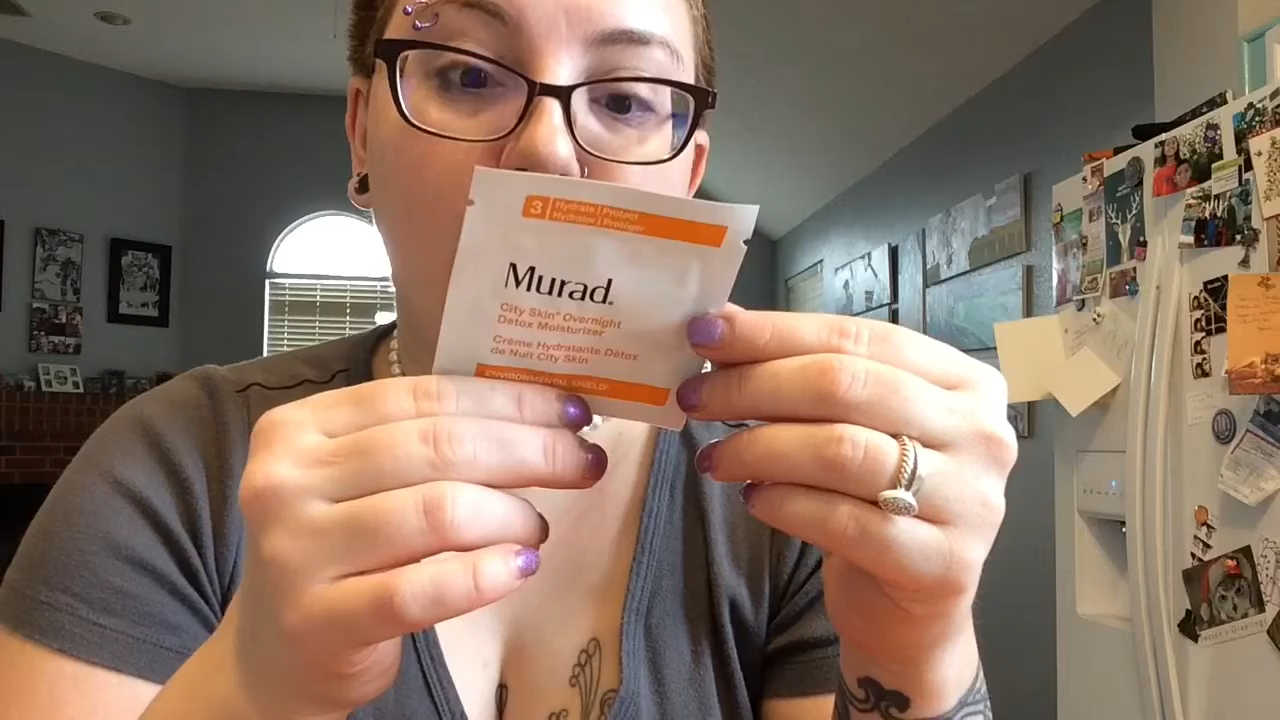 3 Hydrate | Protect
Hydrater | Protéger
Murad.
City Skin® Overnight
Detox Moisturizer
Crème Hydratante Détox
de Nuit City Skin
ENVIRONMENTAL SHIELD®